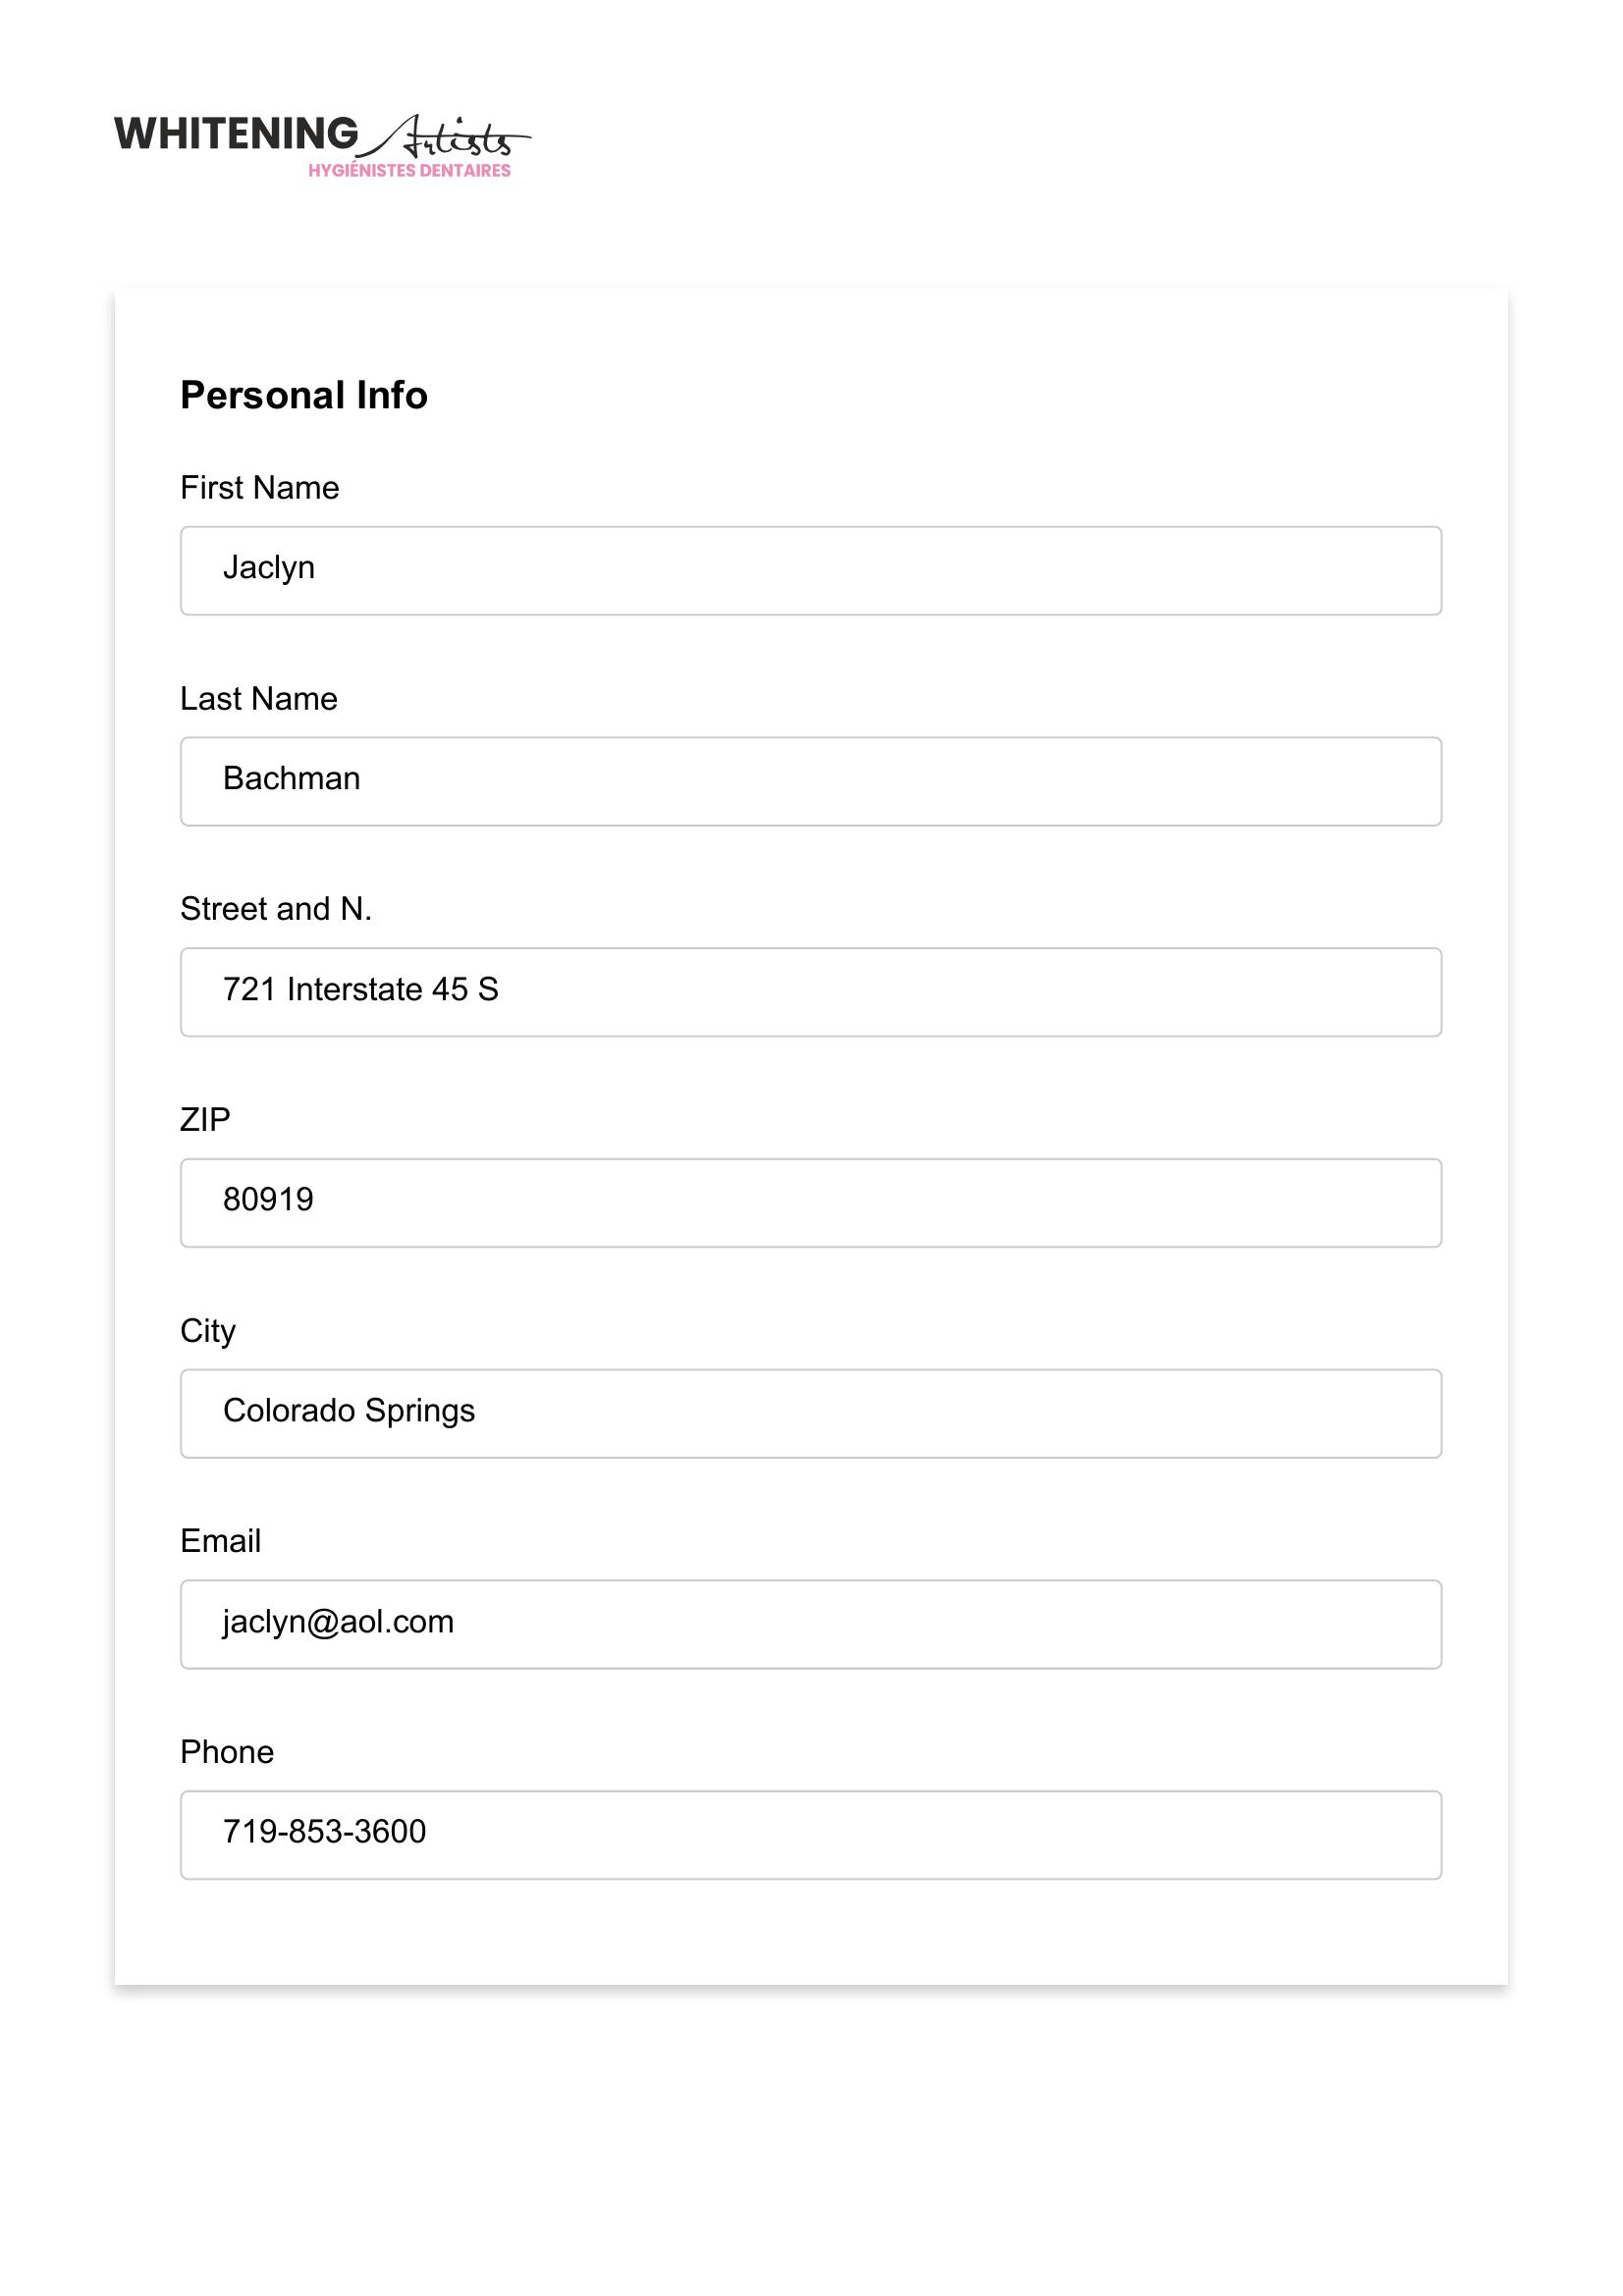 WHITENING Artists
HYGIÉNISTES DENTAIRES
Personal Info
First Name
Jaclyn
Last Name
Bachman
Street and N.
721 Interstate 45 S
ZIP
80919
City
Colorado Springs
Email
jaclyn@aol.com
Phone
719-853-3600